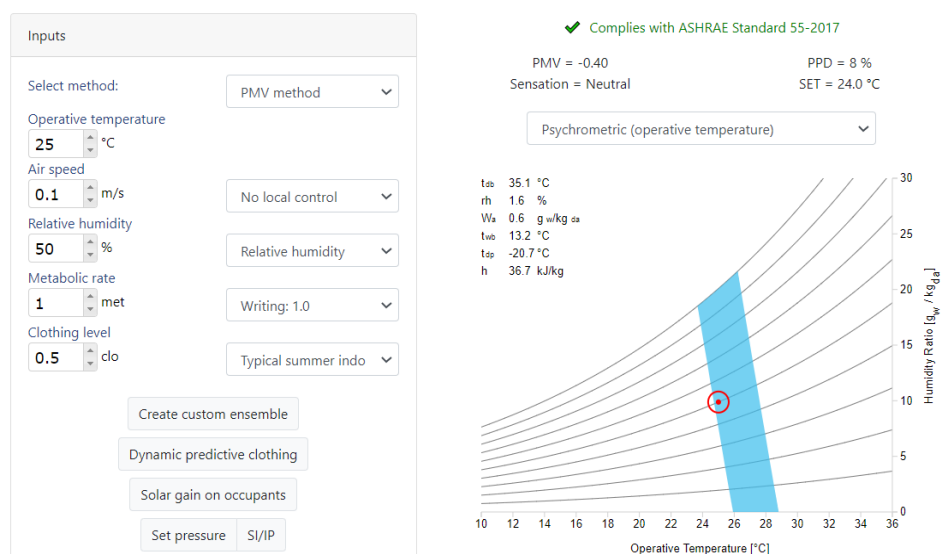 Inputs
Select method:
PMV method
Operative temperature
25 °C
Air speed
0.1 m/s
No local control
Relative humidity
50 %
Relative humidity
Metabolic rate
1 met
Writing: 1.0
Clothing level
0.5 clo
Typical summer indo
Create custom ensemble
Dynamic predictive clothing
Solar gain on occupants
Set pressure SI/IP
✔ Complies with ASHRAE Standard 55-2017
PMV = -0.40 PPD = 8 %
Sensation = Neutral SET = 24.0 °C
Psychrometric (operative temperature)
tdb 35.1 °C
rh 1.6 %
Wa 0.6 g w/kg da
twb 13.2 °C
tdp -20.7 °C
h 36.7 kJ/kg
30
25
20
15
10
5
0
Humidity Ratio [gw / kgda]
10 12 14 16 18 20 22 24 26 28 30 32 34 36
Operative Temperature [°C]